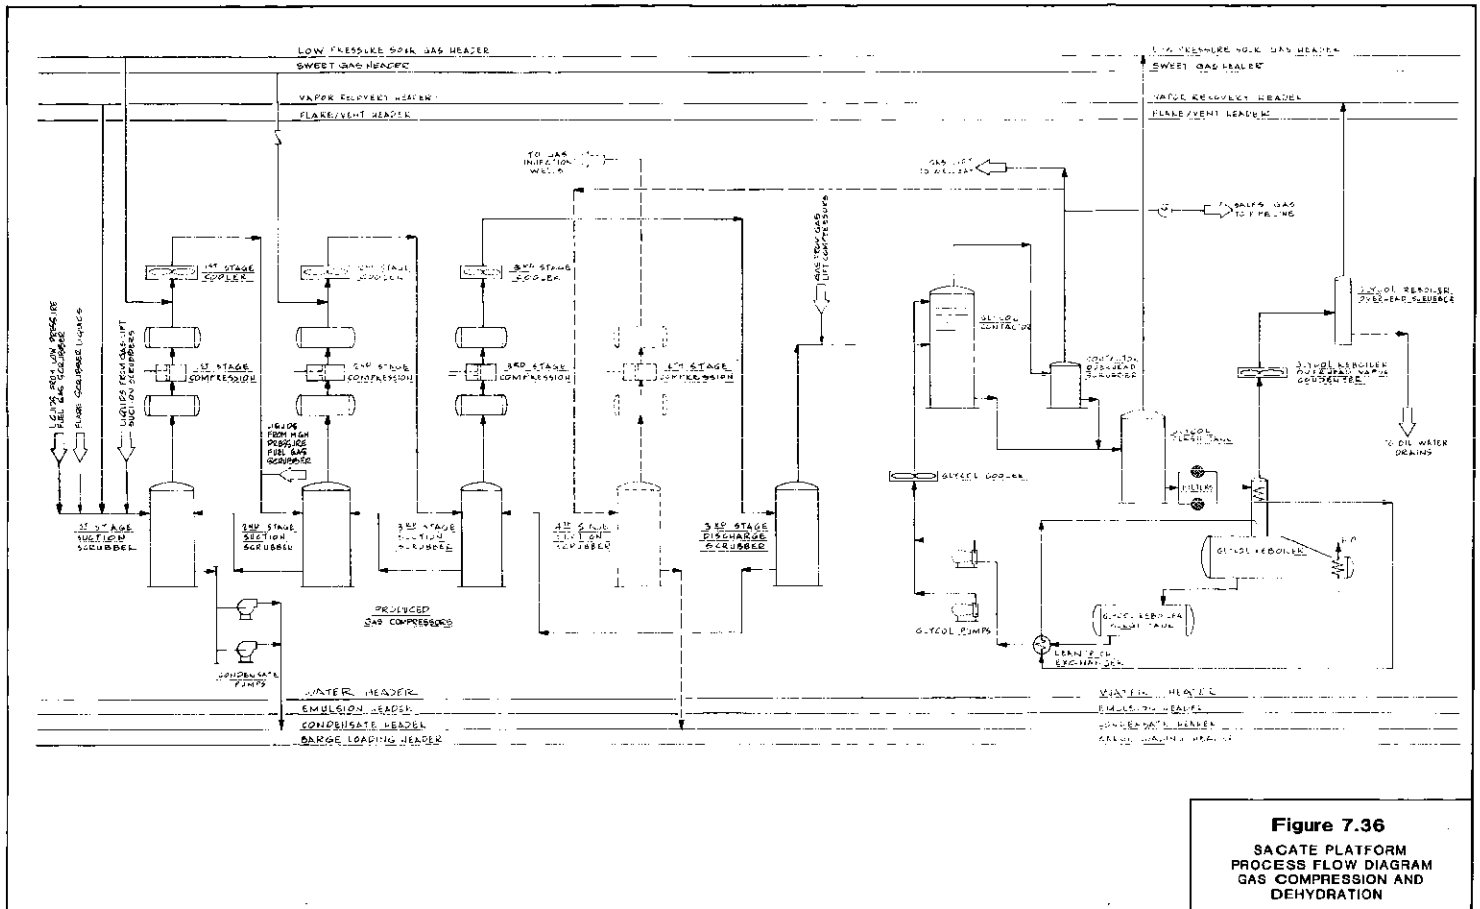 LOW PRESSURE SOUR GAS HEADER
SWEET GAS HEADER
VAPOR RECOVERY HEADER
FLARE/VENT HEADER
LOW PRESSURE SOUR GAS HEADER
SWEET GAS HEADER
VAPOR RECOVERY HEADER
FLARE/VENT HEADER
TO GAS
INJECTION
WELLS
GAS LIFT
TO WELLBAY
SALES GAS
TO PIPELINE
GAS FROM GAS
LIFT COMPRESSORS
1ST STAGE
COOLER
2ND STAGE
COOLER
3RD STAGE
COOLER
GLYCOL
CONTACTOR
GLYCOL REBOILER
OVERHEAD SCRUBBER
LIQUIDS FROM LOW PRESSURE
FUEL GAS SCRUBBER
FLARE SCRUBBER LIQUIDS
LIQUIDS FROM GAS LIFT
SUCTION SCRUBBERS
1ST STAGE
COMPRESSION
2ND STAGE
COMPRESSION
3RD STAGE
COMPRESSION
4TH STAGE
COMPRESSION
CONTACTOR
OVERHEAD
SCRUBBER
GLYCOL REBOILER
OVERHEAD VAPOR
CONDENSER
LIQUIDS
FROM HIGH
PRESSURE
FUEL GAS
SCRUBBER
GLYCOL
FLASH TANK
TO OIL WATER
DRAINS
GLYCOL COOLER
FILTERS
1ST STAGE
SUCTION
SCRUBBER
2ND STAGE
SUCTION
SCRUBBER
3RD STAGE
SUCTION
SCRUBBER
4TH STAGE
SUCTION
SCRUBBER
3RD STAGE
DISCHARGE
SCRUBBER
GLYCOL REBOILER
PRODUCED
GAS COMPRESSORS
GLYCOL REBOILER
SURGE TANK
GLYCOL PUMPS
LEAN/RICH
EXCHANGER
CONDENSATE
PUMPS
WATER HEADER
EMULSION HEADER
CONDENSATE HEADER
BARGE LOADING HEADER
WATER HEADER
EMULSION HEADER
CONDENSATE HEADER
BARGE LOADING HEADER
Figure 7.36
SACATE PLATFORM
PROCESS FLOW DIAGRAM
GAS COMPRESSION AND
DEHYDRATION